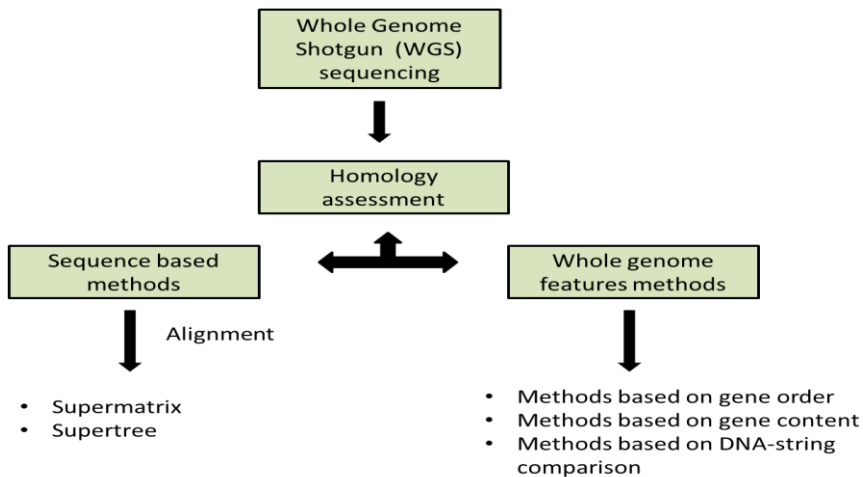 Whole Genome
Shotgun (WGS)
sequencing
Homology
assessment
Sequence based
methods
Whole genome
features methods
Alignment
• Supermatrix
• Supertree
• Methods based on gene order
• Methods based on gene content
• Methods based on DNA-string
comparison